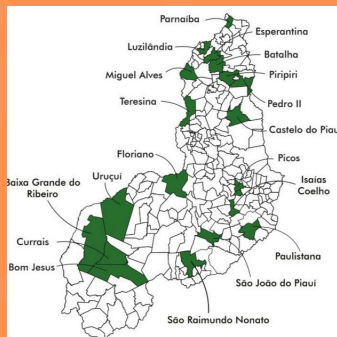 Parnaíba
Esperantina
Luzilândia
Batalha
Miguel Alves
Piripiri
Pedro II
Teresina
Castelo do Piau
Floriano
Picos
Uruçuí
Isaías
Coelho
Baixa Grande do
Ribeiro
Currais
Paulistana
Bom Jesus
São João do Piauí
São Raimundo Nonato